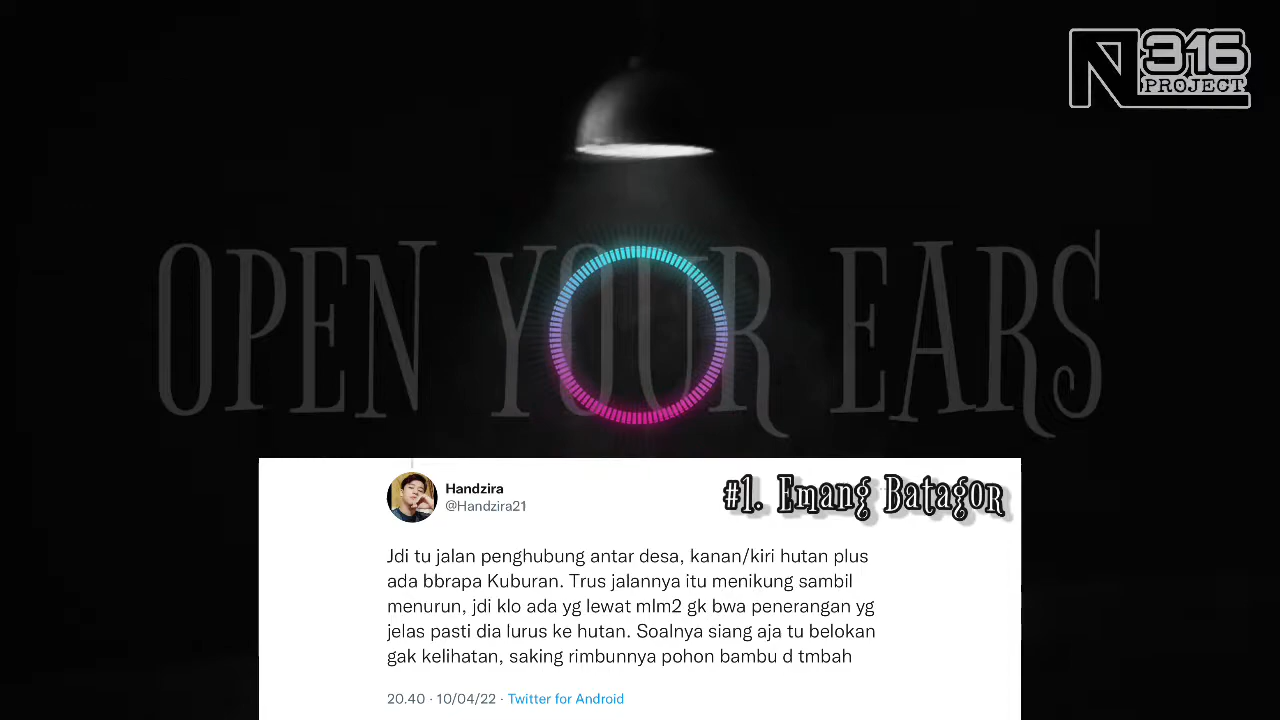 N 316
PROJECT
OPEN YOUR EARS
Handzira
@Handzira21
#1. Emang Batagor
Jdi tu jalan penghubung antar desa, kanan/kiri hutan plus
ada bbrapa Kuburan. Trus jalannya itu menikung sambil
menurun, jdi klo ada yg lewat mlm2 gk bwa penerangan yg
jelas pasti dia lurus ke hutan. Soalnya siang aja tu belokan
gak kelihatan, saking rimbunnya pohon bambu d tmbah
20.40 · 10/04/22 · Twitter for Android